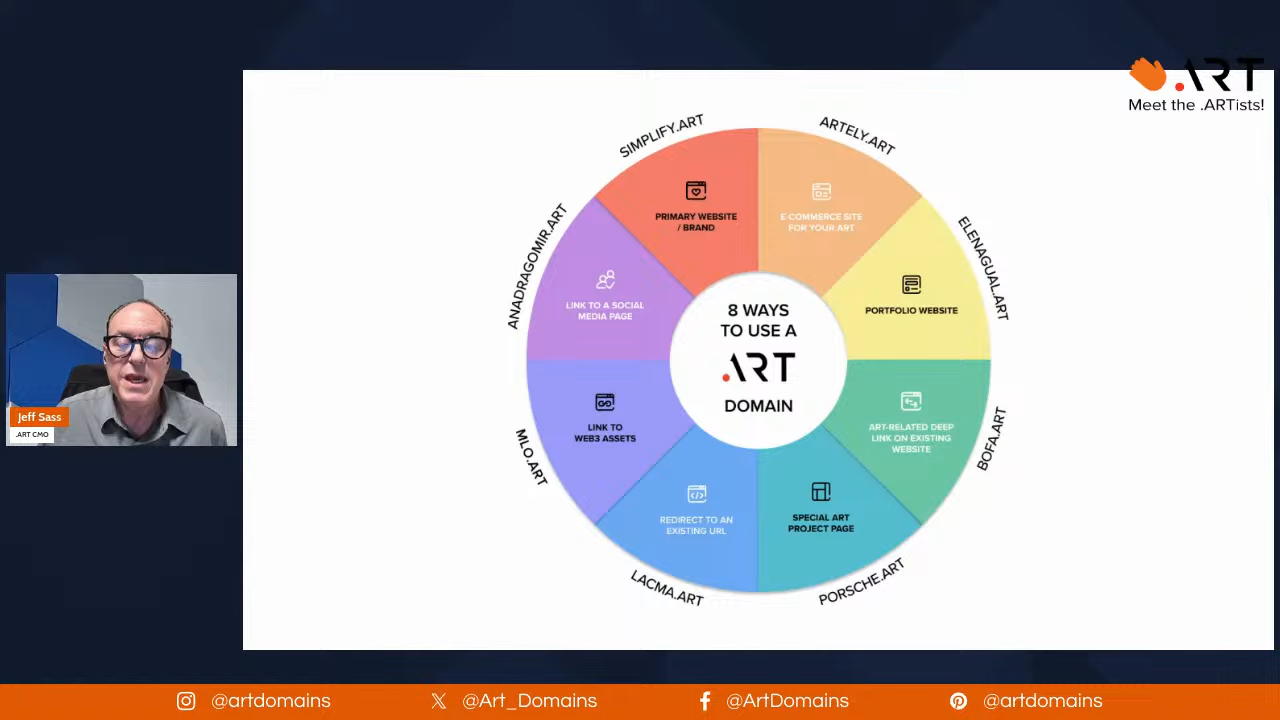 .ART
Meet the .ARTists!
SIMPLIFY.ART
ARTELY.ART
ANADRAGOMIR.ART
ELENAGUAL.ART
PRIMARY WEBSITE
/ BRAND
E-COMMERCE SITE
FOR YOUR ART
LINK TO A SOCIAL
MEDIA PAGE
PORTFOLIO WEBSITE
8 WAYS
TO USE A
.ART
DOMAIN
LINK TO
WEB3 ASSETS
ART-RELATED DEEP
LINK ON EXISTING
WEBSITE
MLO.ART
BOFA.ART
REDIRECT TO AN
EXISTING URL
SPECIAL ART
PROJECT PAGE
LACMA.ART
PORSCHE.ART
Jeff Sass
.ART CMO
@artdomains
@Art_Domains
@ArtDomains
@artdomains